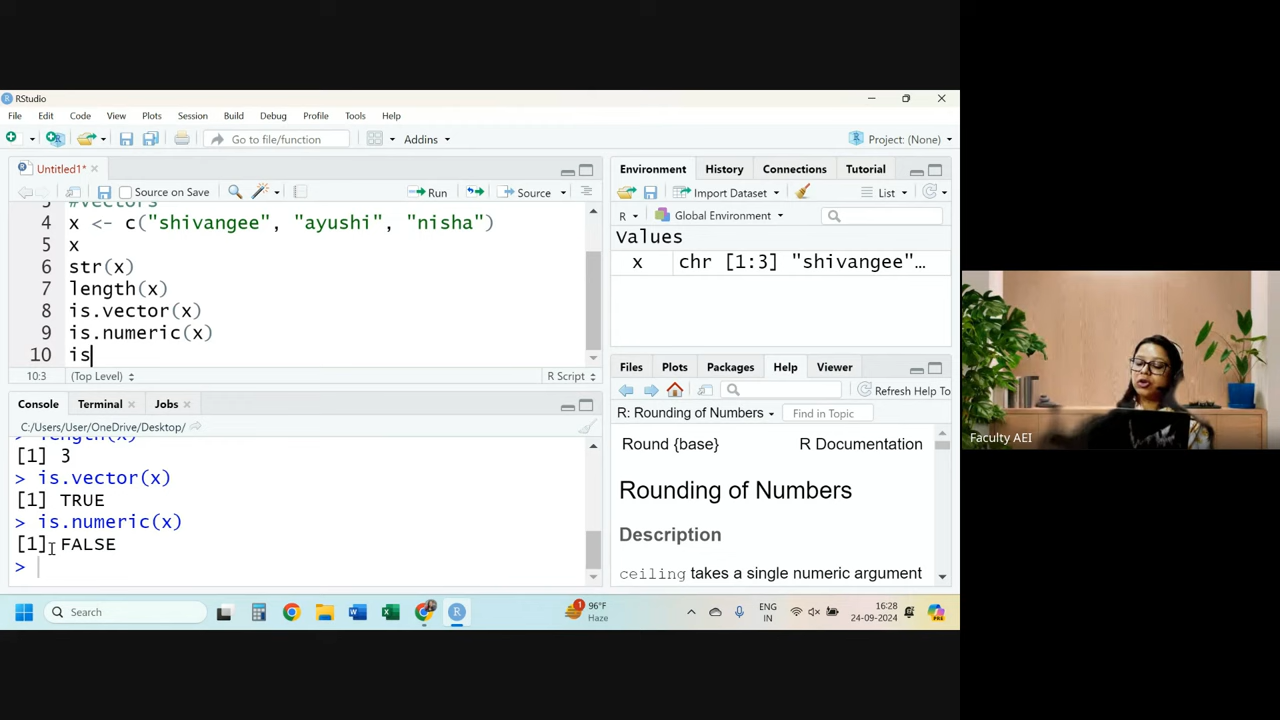 RStudio
File Edit Code View Plots Session Build Debug Profile Tools Help
Go to file/function Addins Project: (None)
Untitled1*
Source on Save Run Source
3 #vectors
4 x <- c("shivangee", "ayushi", "nisha")
5 x
6 str(x)
7 length(x)
8 is.vector(x)
9 is.numeric(x)
10 is
10:3 (Top Level) R Script
Console Terminal Jobs
C:/Users/User/OneDrive/Desktop/
> length(x)
[1] 3
> is.vector(x)
[1] TRUE
> is.numeric(x)
[1] FALSE
>
Environment History Connections Tutorial
Import Dataset List
R Global Environment
Values
x chr [1:3] "shivangee"…
Files Plots Packages Help Viewer
Refresh Help To
R: Rounding of Numbers Find in Topic
Round {base} R Documentation
Rounding of Numbers
Description
ceiling takes a single numeric argument
Faculty AEI
Search
1 96°F
Haze
ENG
IN
16:28
24-09-2024
PRE